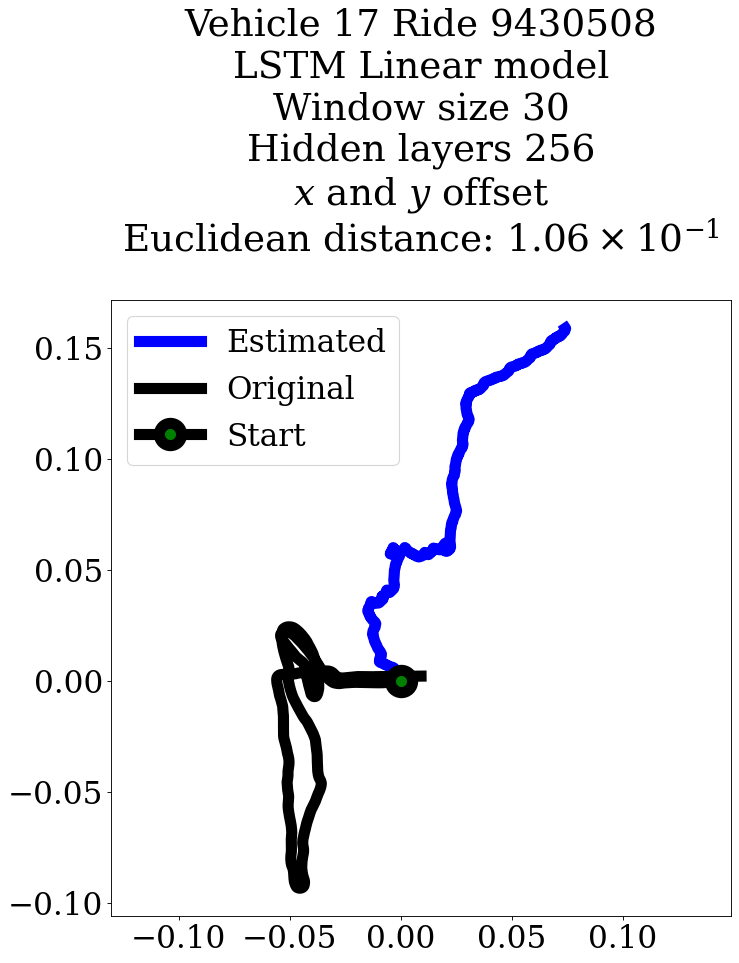 Vehicle 17 Ride 9430508
LSTM Linear model
Window size 30
Hidden layers 256
x and y offset
Euclidean distance: 1.06 × 10⁻¹
Estimated
Original
Start
0.15
0.10
0.05
0.00
−0.05
−0.10
−0.10 −0.05 0.00 0.05 0.10